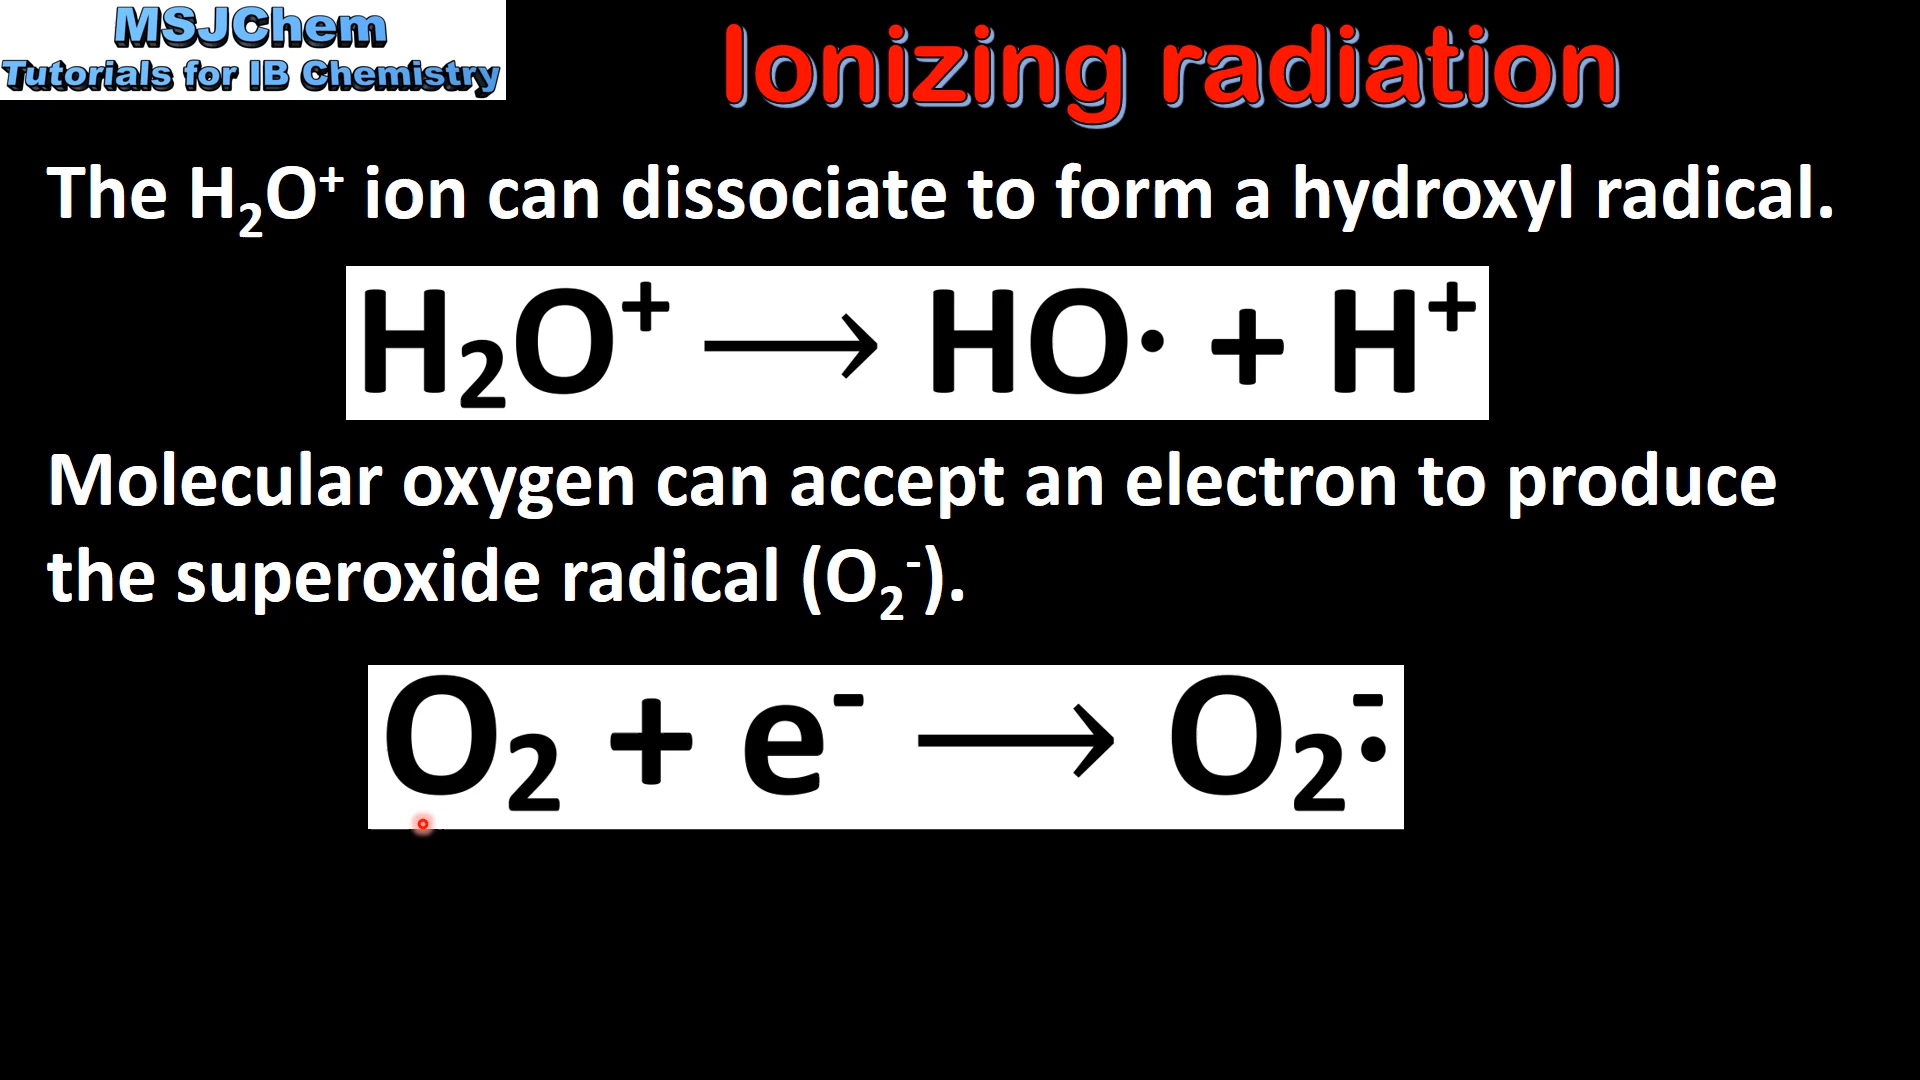 MSJChem
Tutorials for IB Chemistry
Ionizing radiation
The H₂O⁺ ion can dissociate to form a hydroxyl radical.
H₂O⁺ ⟶ HO· + H⁺
Molecular oxygen can accept an electron to produce
the superoxide radical (O₂⁻).
O₂ + e⁻ ⟶ O₂⁻·